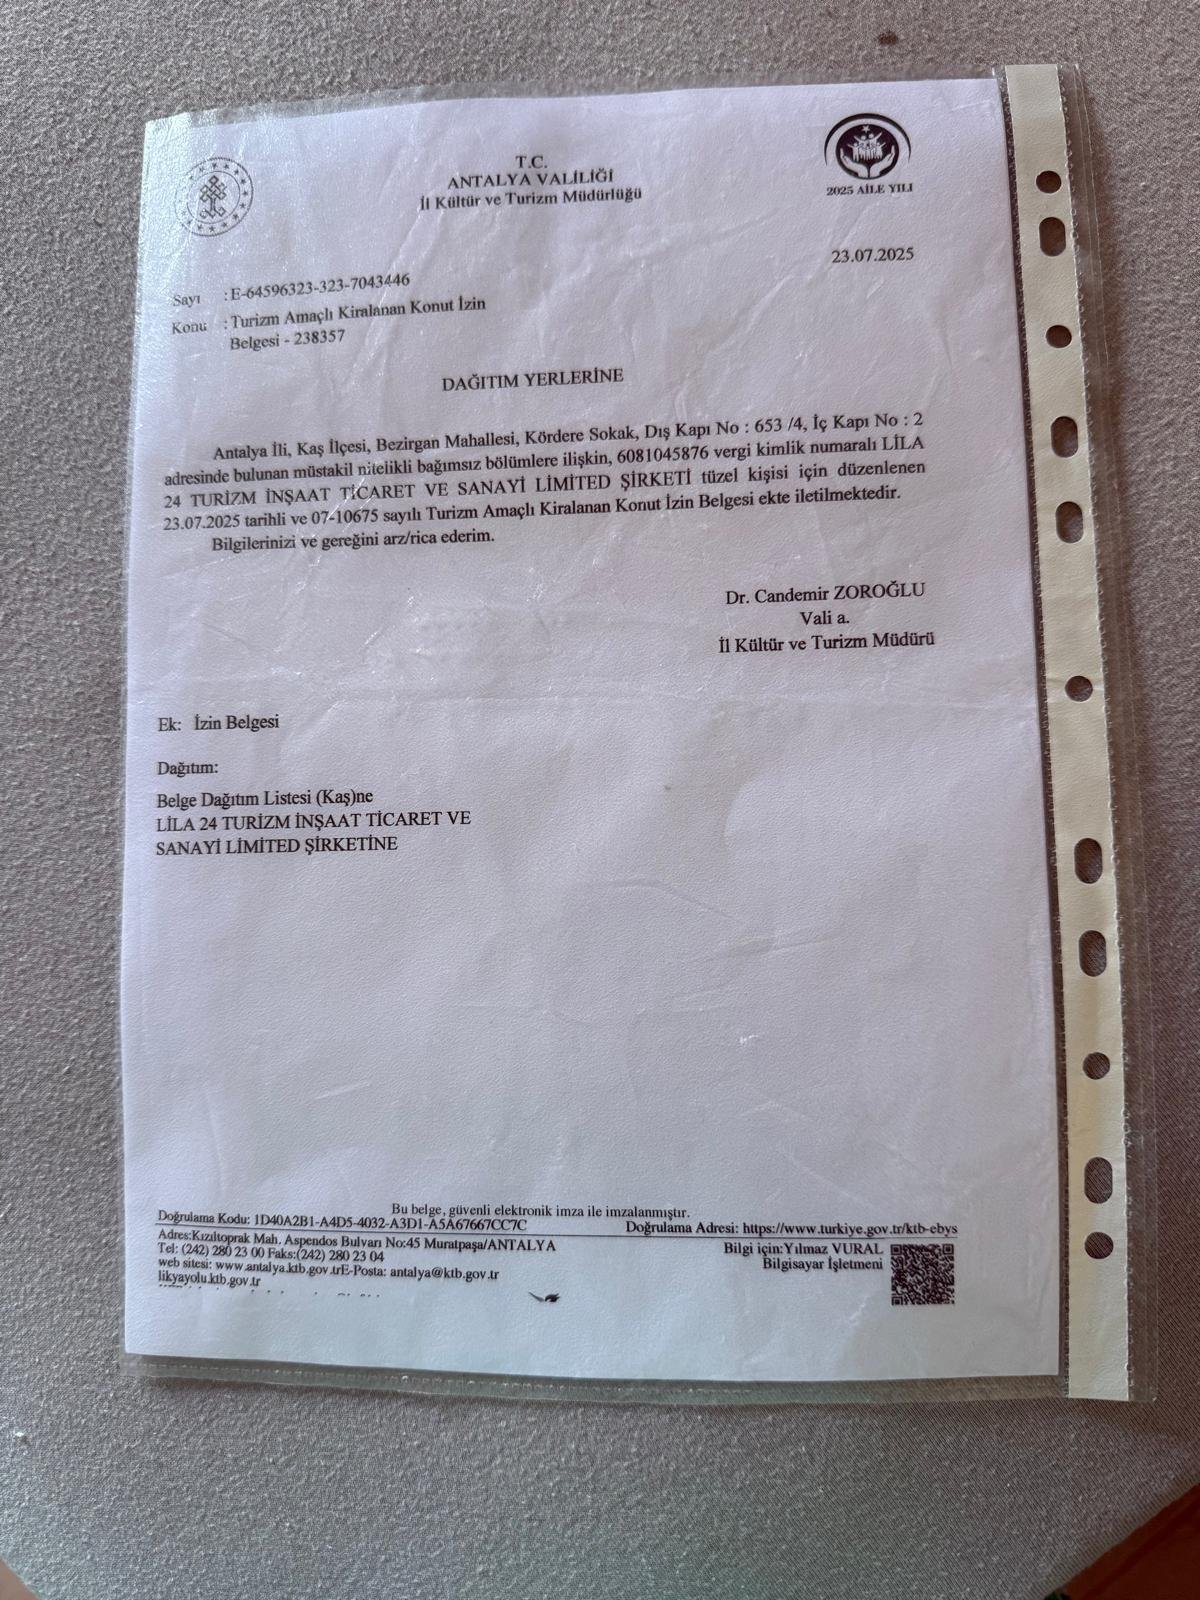 T.C.
ANTALYA VALİLİĞİ
İl Kültür ve Turizm Müdürlüğü
2025 AİLE YILI
23.07.2025
Sayı : E-64596323-323-7043446
Konu : Turizm Amaçlı Kiralanan Konut İzin
Belgesi - 238357
DAĞITIM YERLERİNE
Antalya İli, Kaş İlçesi, Bezirgan Mahallesi, Kördere Sokak, Dış Kapı No : 653 /4, İç Kapı No : 2
adresinde bulunan müstakil nitelikli bağımsız bölümlere ilişkin, 6081045876 vergi kimlik numaralı LİLA
24 TURİZM İNŞAAT TİCARET VE SANAYİ LİMİTED ŞİRKETİ tüzel kişisi için düzenlenen
23.07.2025 tarihli ve 07-10675 sayılı Turizm Amaçlı Kiralanan Konut İzin Belgesi ekte iletilmektedir.
Bilgilerinizi ve gereğini arz/rica ederim.
Dr. Candemir ZOROĞLU
Vali a.
İl Kültür ve Turizm Müdürü
Ek: İzin Belgesi
Dağıtım:
Belge Dağıtım Listesi (Kaş)ne
LİLA 24 TURİZM İNŞAAT TİCARET VE
SANAYİ LİMİTED ŞİRKETİNE
Bu belge, güvenli elektronik imza ile imzalanmıştır.
Doğrulama Kodu: 1D40A2B1-A4D5-4032-A3D1-A5A67667CC7C Doğrulama Adresi: https://www.turkiye.gov.tr/ktb-ebys
Adres:Kızıltoprak Mah. Aspendos Bulvarı No:45 Muratpaşa/ANTALYA Bilgi için:Yılmaz VURAL
Tel: (242) 280 23 00 Faks:(242) 280 23 04 Bilgisayar İşletmeni
web sitesi: www.antalya.ktb.gov.trE-Posta: antalya@ktb.gov.tr
likyayolu.ktb.gov.tr